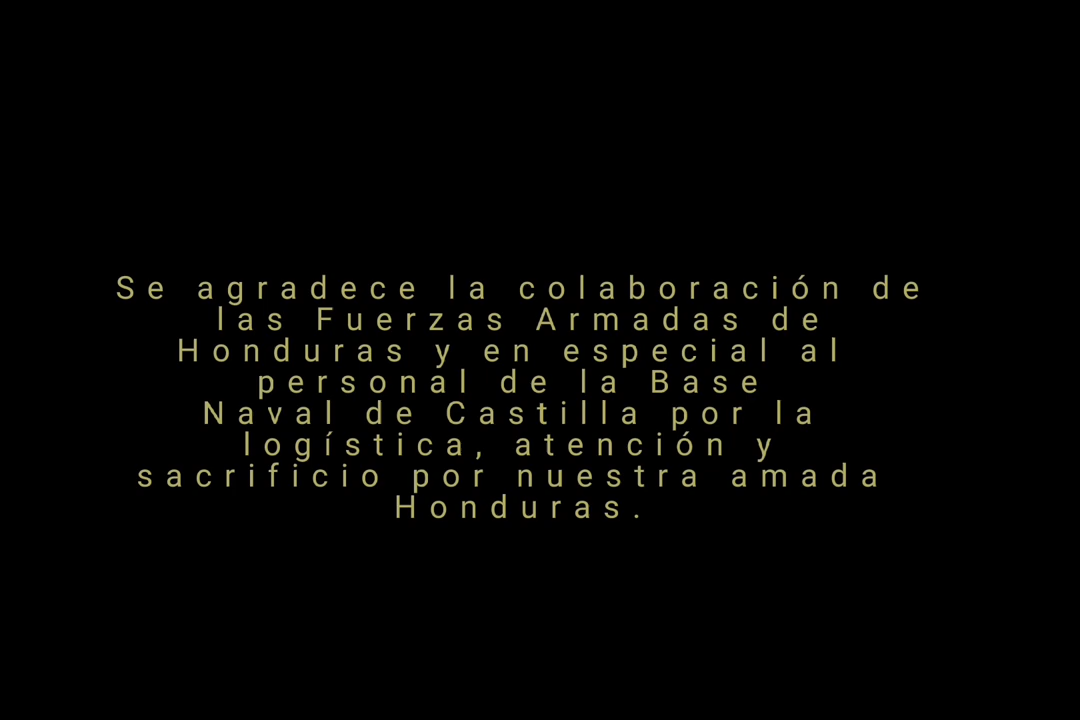 Se agradece la colaboración de
las Fuerzas Armadas de
Honduras y en especial al
personal de la Base
Naval de Castilla por la
logística, atención y
sacrificio por nuestra amada
Honduras.